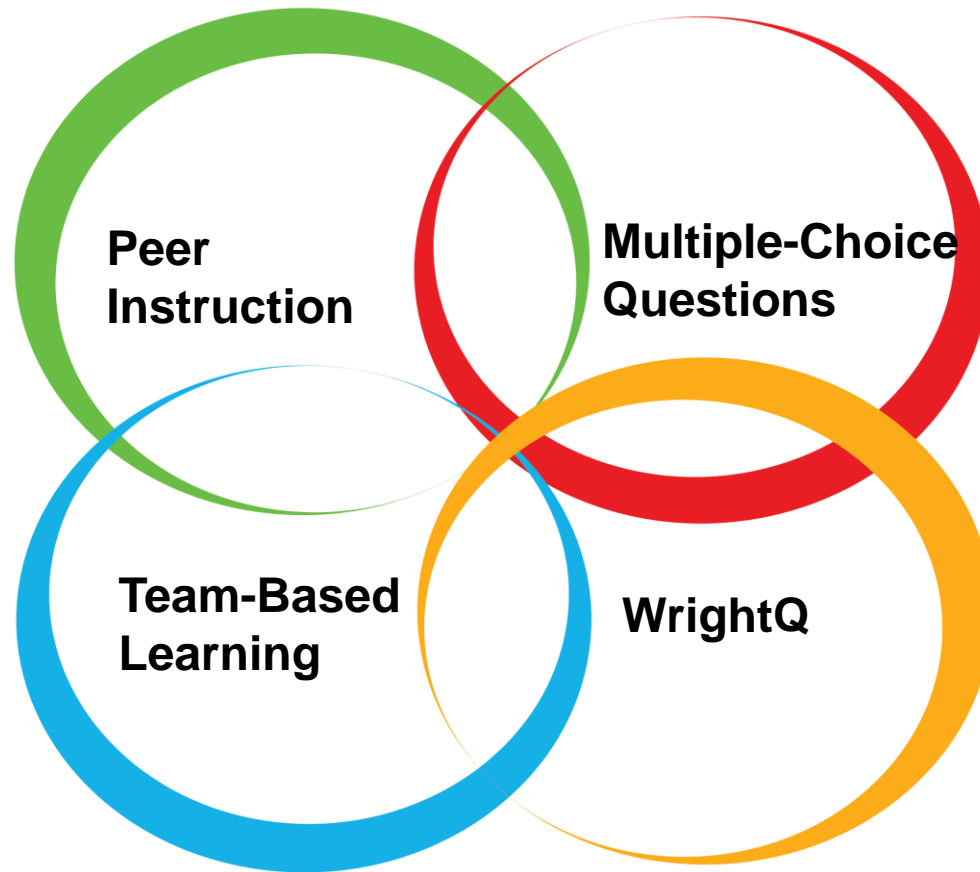 Peer
Instruction
Multiple-Choice
Questions
Team-Based
Learning
WrightQ